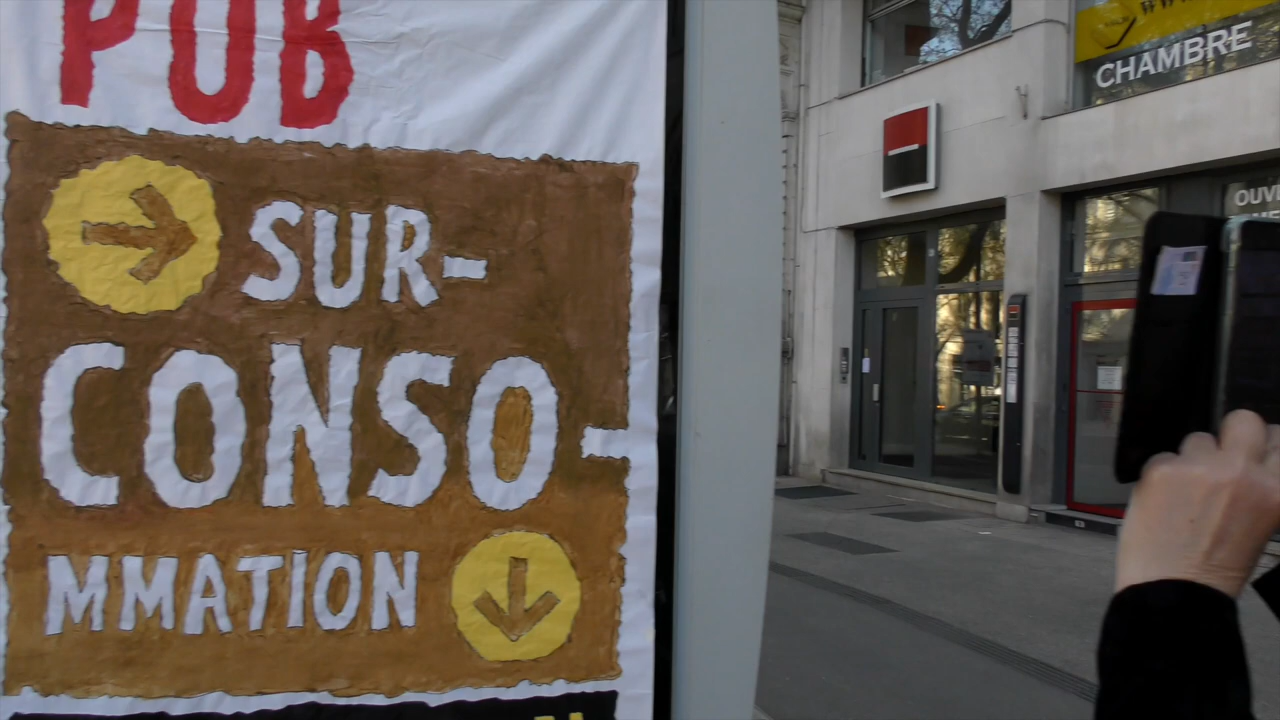 PUB
SUR-
CONSO-
MMATION
CHAMBRE